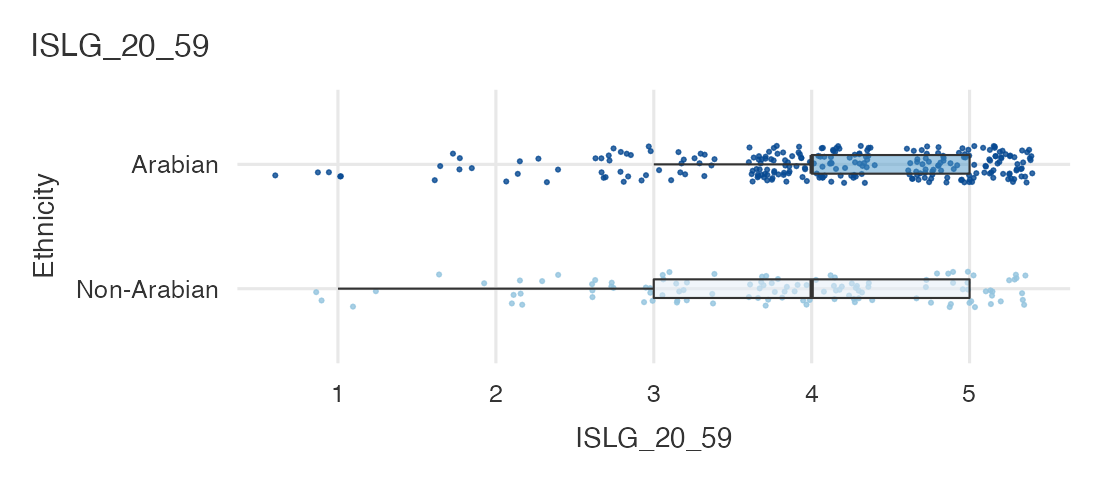 ISLG_20_59
Ethnicity
Arabian
Non-Arabian
1 2 3 4 5
ISLG_20_59